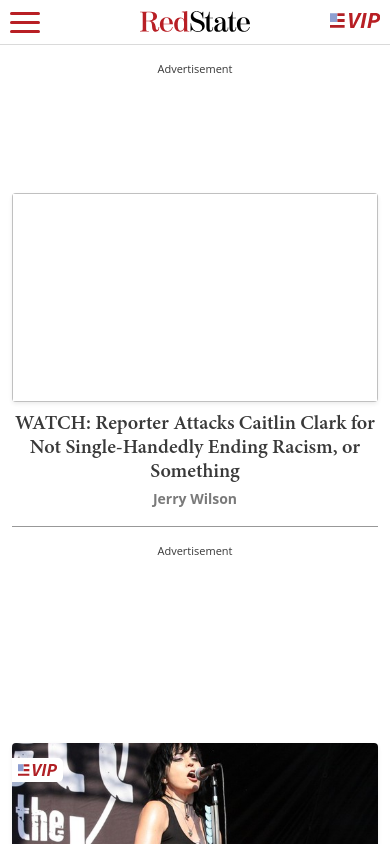 RedState
VIP
Advertisement
WATCH: Reporter Attacks Caitlin Clark for
Not Single-Handedly Ending Racism, or
Something
Jerry Wilson
Advertisement
VIP
the